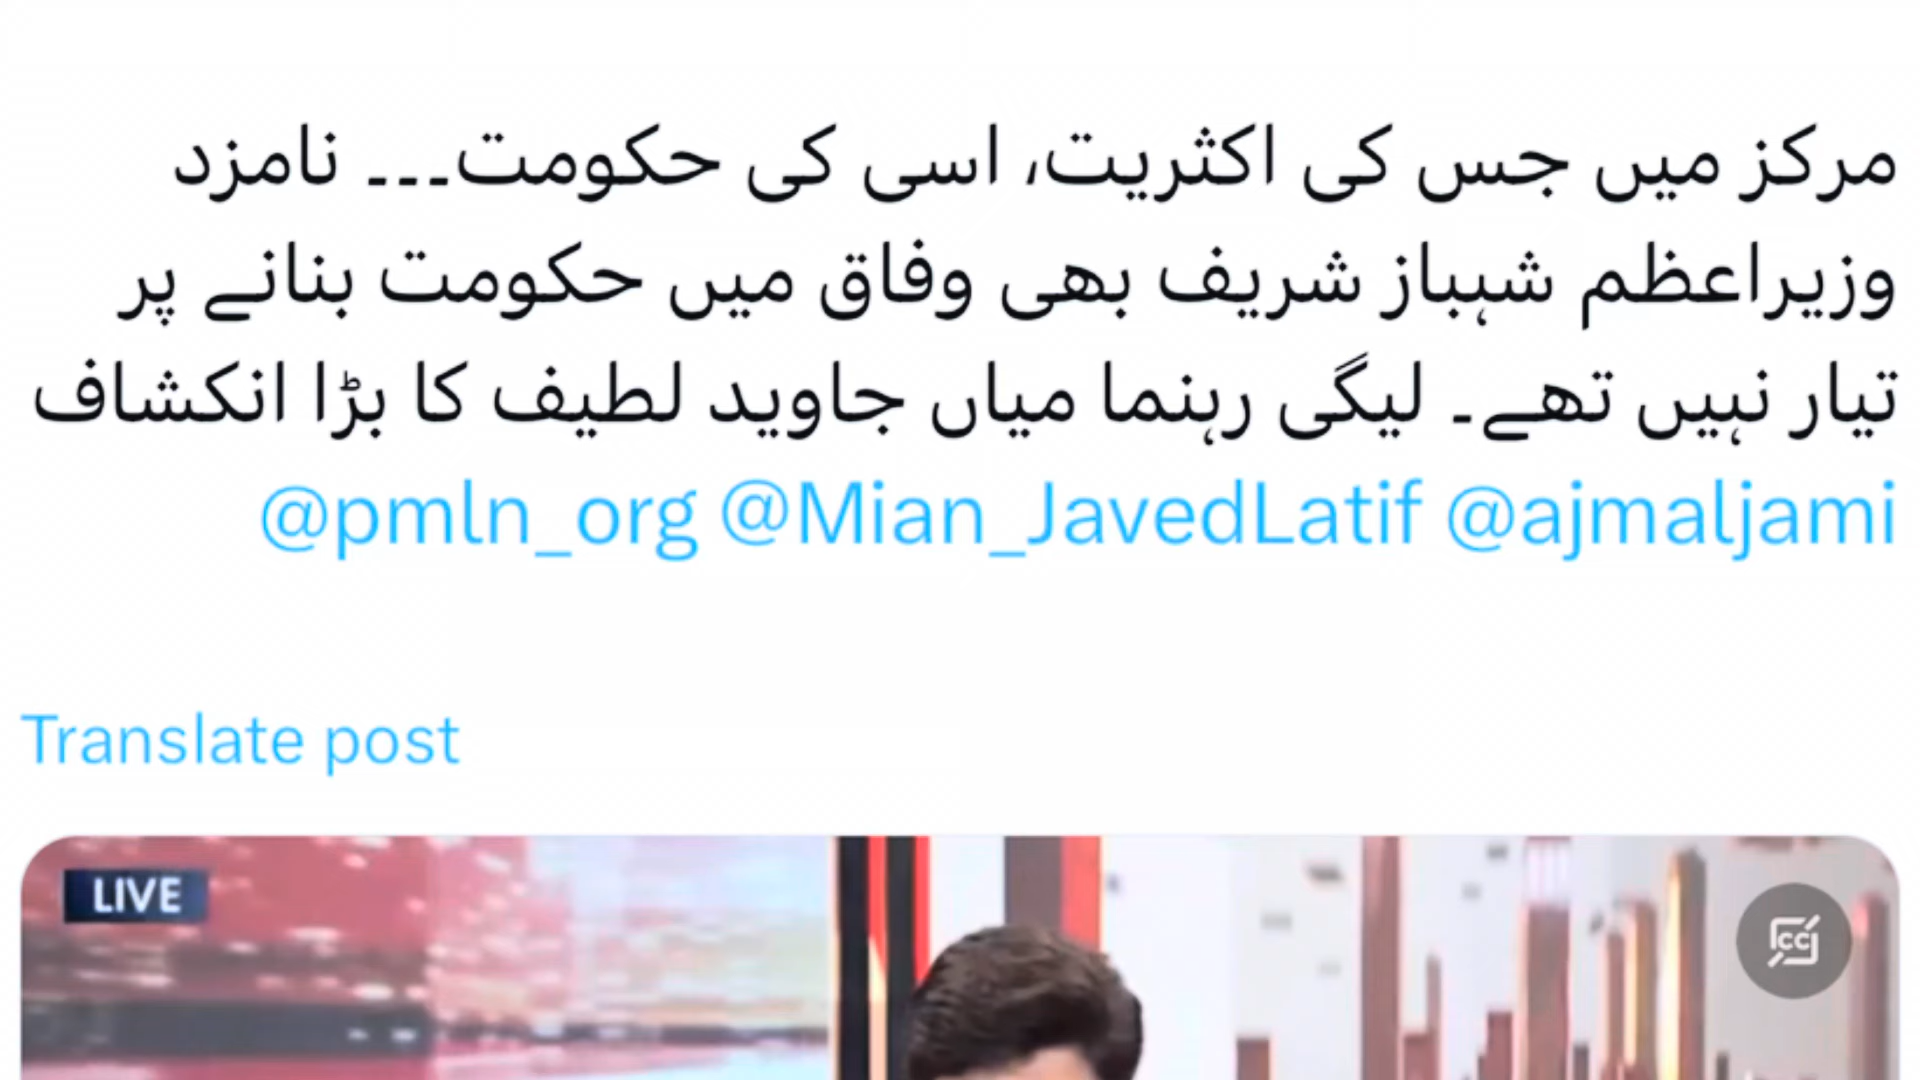 مرکز میں جس کی اکثریت، اسی کی حکومت۔۔۔ نامزد
وزیراعظم شہباز شریف بھی وفاق میں حکومت بنانے پر
تیار نہیں تھے۔ لیگی رہنما میاں جاوید لطیف کا بڑا انکشاف
@pmln_org @Mian_JavedLatif @ajmaljami
Translate post
LIVE
CC